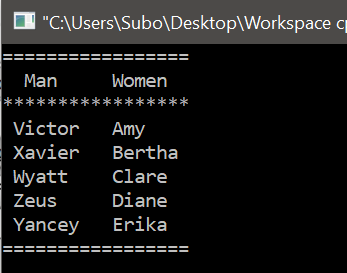 "C:\Users\Subo\Desktop\Workspace cp
=================
  Man     Women
*****************
 Victor   Amy
 Xavier   Bertha
 Wyatt    Clare
 Zeus     Diane
 Yancey   Erika
=================